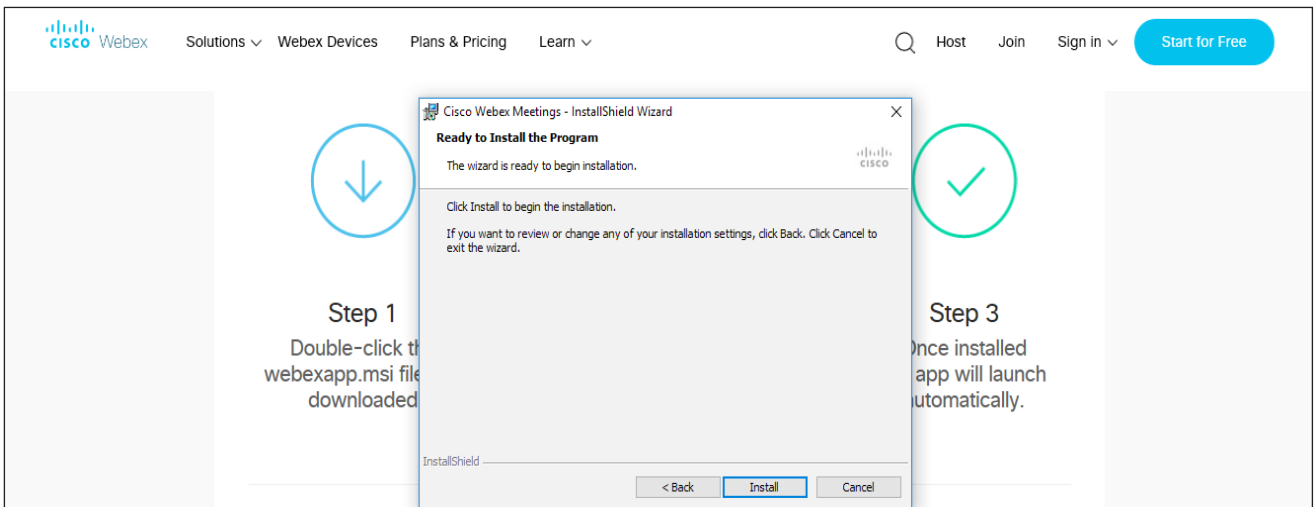 cisco Webex
Solutions
Webex Devices
Plans & Pricing
Learn
Host
Join
Sign in
Start for Free
Cisco Webex Meetings - InstallShield Wizard
Ready to Install the Program
The wizard is ready to begin installation.
cisco
Click Install to begin the installation.
If you want to review or change any of your installation settings, click Back. Click Cancel to
exit the wizard.
InstallShield
< Back
Install
Cancel
Step 1
Double-click
webexapp.msi
downloaded
Step 3
installed
app will launch
automatically.